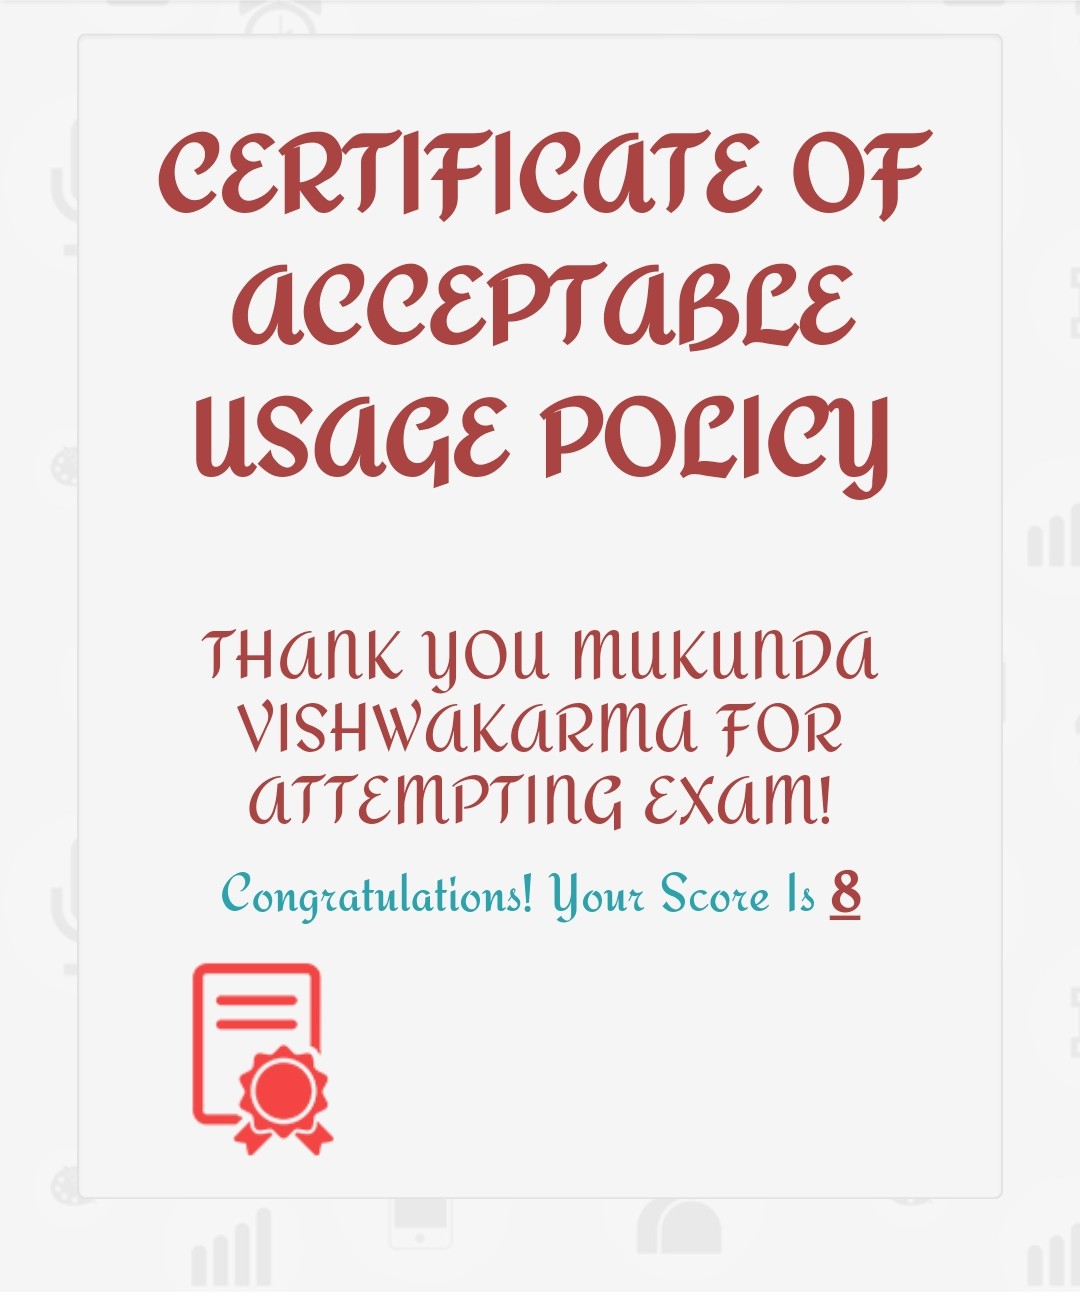 CERTIFICATE OF
ACCEPTABLE
USAGE POLICY
THANK YOU MUKUNDA
VISHWAKARMA FOR
ATTEMPTING EXAM!
Congratulations! Your Score Is 8